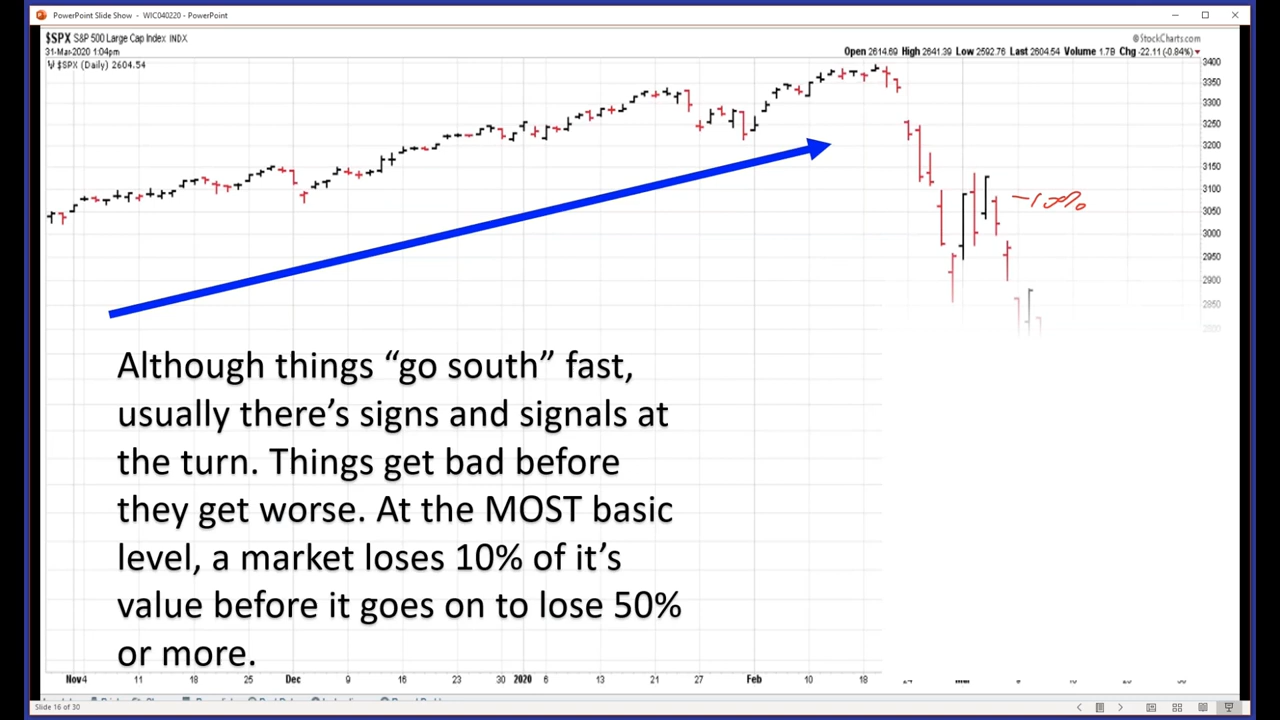 PowerPoint Slide Show - WIC040220 - PowerPoint
$SPX S&P 500 Large Cap Index INDX
@StockCharts.com
31-Mar-2020 1:04pm
Open 2614.69 High 2641.39 Low 2592.76 Last 2604.54 Volume 1.7B Chg -22.11 (-0.84%)
$SPX (Daily) 2604.54
3400
3350
3300
3250
3200
3150
3100
3050
3000
2950
2900
2850
2800
-10%
Although things “go south” fast,
usually there’s signs and signals at
the turn. Things get bad before
they get worse. At the MOST basic
level, a market loses 10% of it’s
value before it goes on to lose 50%
or more.
Nov4 11 18 25 Dec 9 16 23 30 2020 6 13 21 27 Feb 10 18 24
Slide 16 of 30